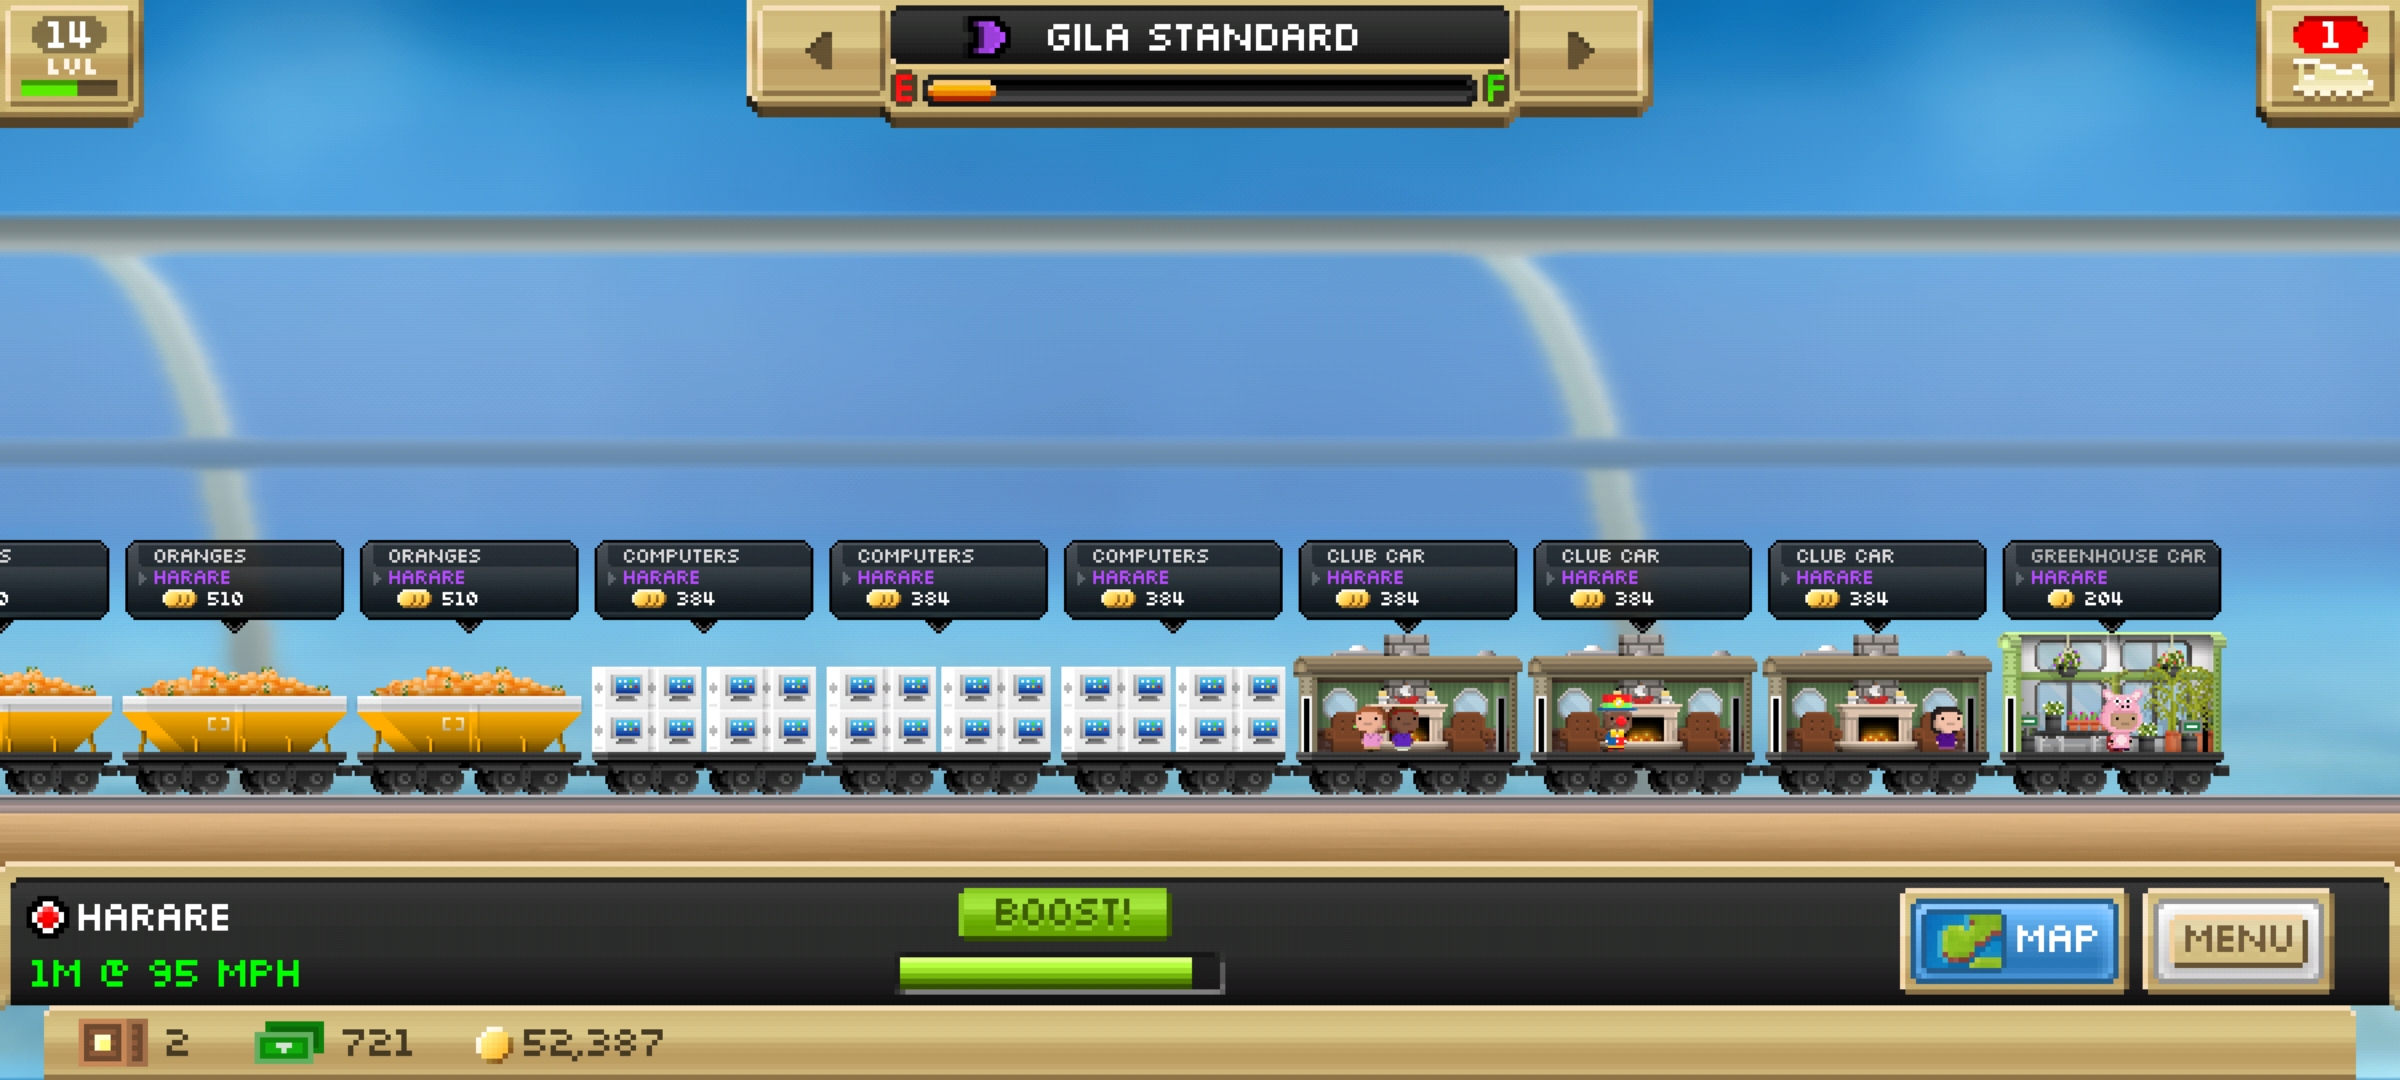 14
LVL
GILA STANDARD
E F
1
S
ORANGES
HARARE
510
ORANGES
HARARE
510
COMPUTERS
HARARE
384
COMPUTERS
HARARE
384
COMPUTERS
HARARE
384
CLUB CAR
HARARE
384
CLUB CAR
HARARE
384
CLUB CAR
HARARE
384
GREENHOUSE CAR
HARARE
204
HARARE
1M @ 95 MPH
BOOST!
MAP
MENU
2
721
52,387